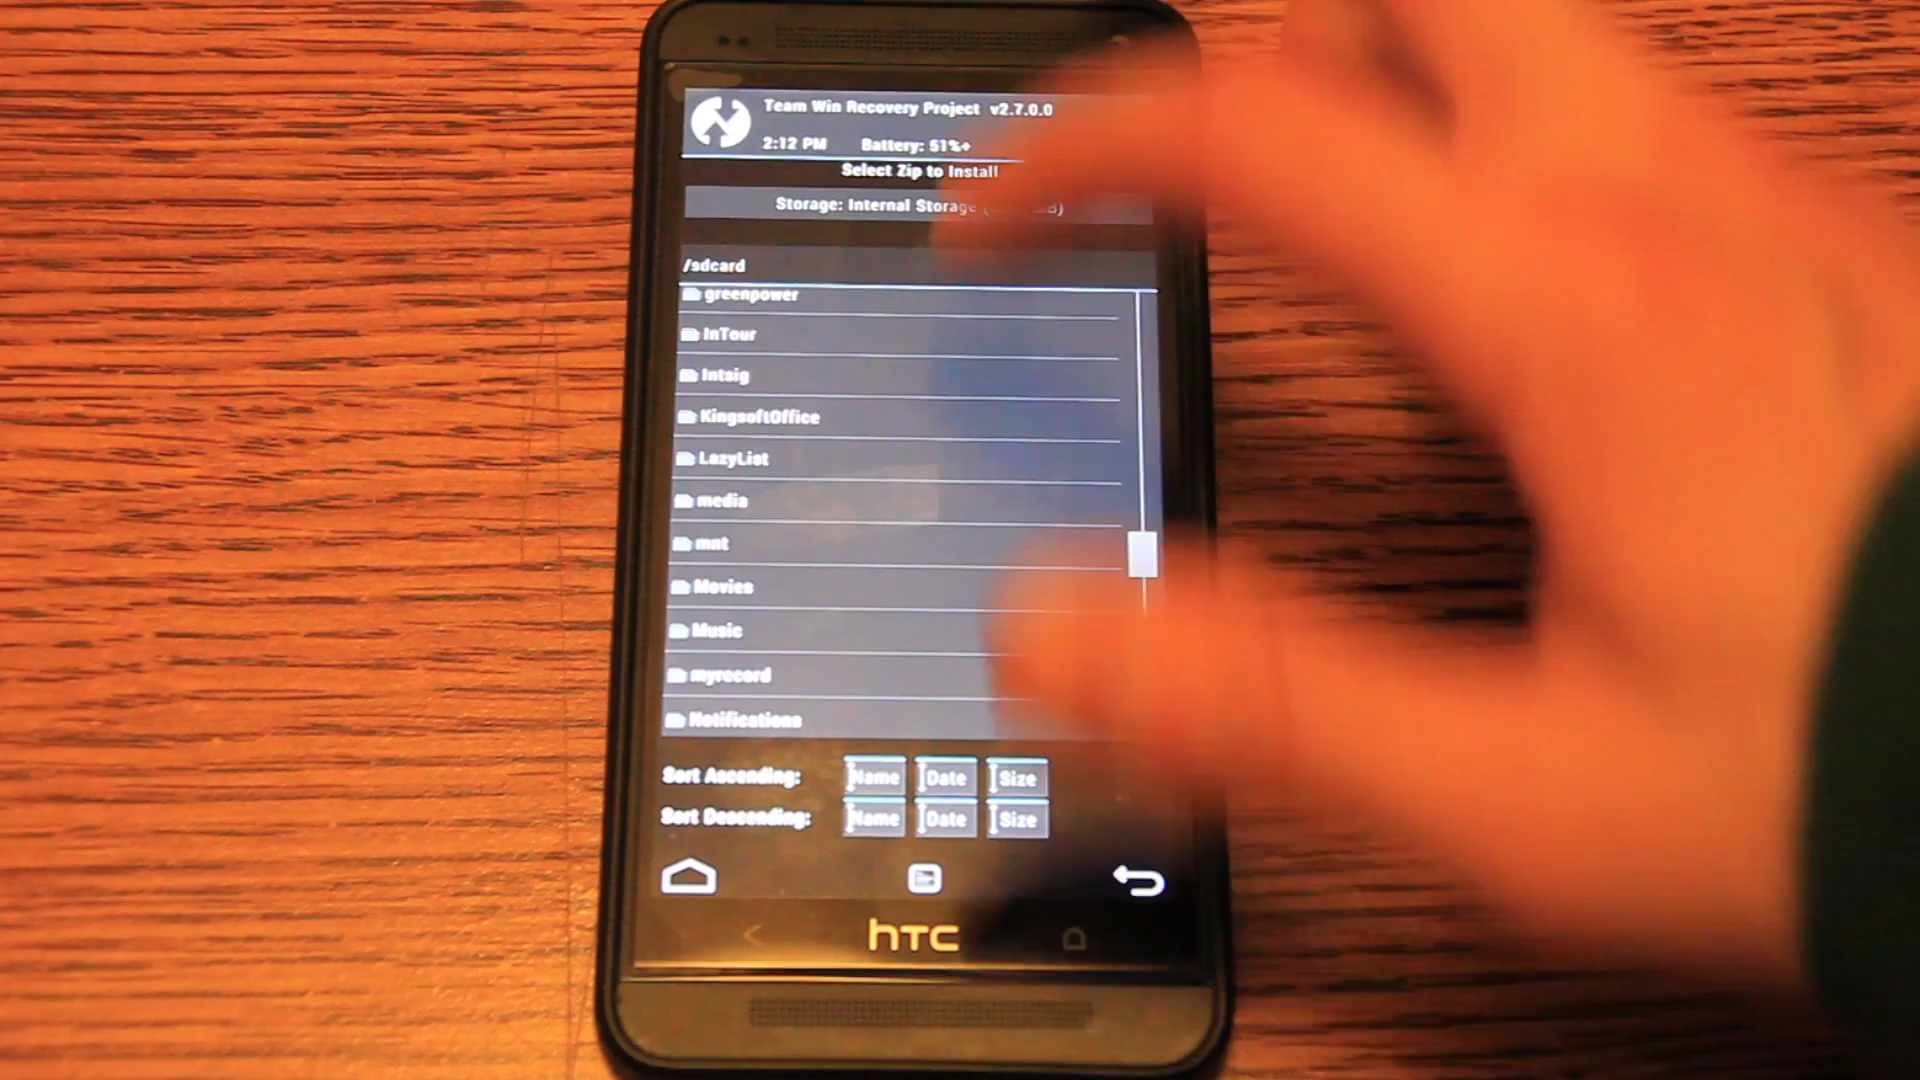 Team Win Recovery Project v2.7.0.0
2:12 PM Battery: 51%+
Select Zip to Install
Storage: Internal Storage
/sdcard
greenpower
InTour
Intsig
KingsoftOffice
LazyList
media
mnt
Movies
Music
myrecord
Notifications
Sort Ascending: Name Date Size
Sort Descending: Name Date Size
hTC